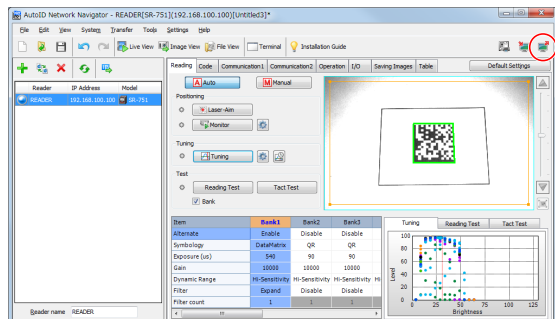 AutoID Network Navigator - READER[SR-751](192.168.100.100)[Untitled3]*
File Edit View System Transfer Tools Settings Help
Live View Image View File View Terminal Installation Guide
Reading Code Communication1 Communication2 Operation I/O Saving Images Table Default Settings
Reader IP Address Model
READER 192.168.100.100 SR-751
A Auto M Manual
Positioning
Laser-Aim
Monitor
Tuning
Tuning
Test
Reading Test Tact Test
Bank
Item Bank1 Bank2 Bank3
Alternate Enable Disable Disable
Symbology DataMatrix QR QR
Exposure (us) 540 90 90
Gain 10000 10000 10000
Dynamic Range Hi-Sensitivity Hi-Sensitivity Hi-Sensitivity Hi
Filter Expand Disable Disable
Filter count 1 1 1
Tuning Reading Test Tact Test
Level
100
80
60
40
20
0
0 25 50 75 100 125
Brightness
Reader name READER